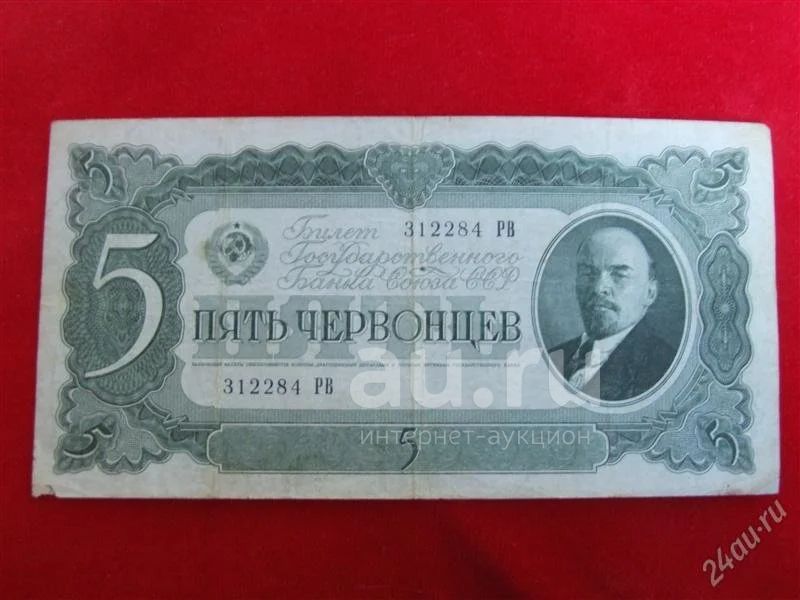 5 5
Билет 312284 РВ
Государственного
Банка Союза ССР
5
ПЯТЬ ЧЕРВОНЦЕВ
312284 РВ
au.ru
интернет-аукцион
5 5 5
24au.ru